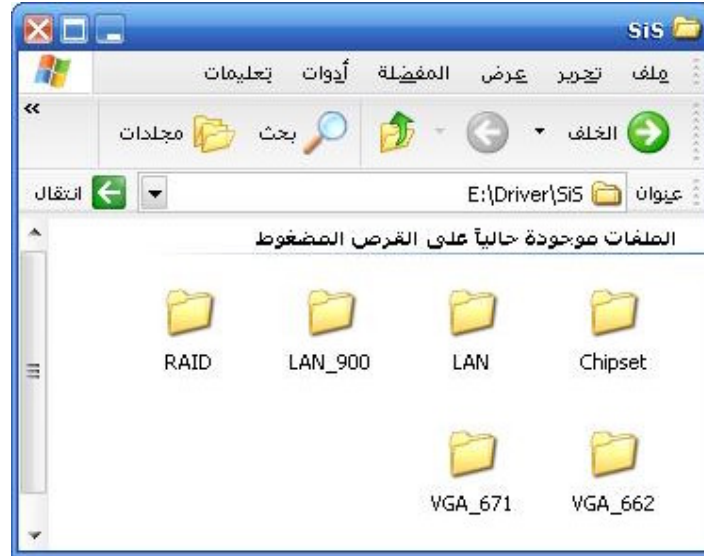 SiS
ملف تحرير عرض المفضلة أدوات تعليمات
الخلف بحث مجلدات »
عنوان E:\Driver\SiS انتقال
الملفات موجودة حالياً على القرص المضغوط
Chipset LAN LAN_900 RAID
VGA_662 VGA_671